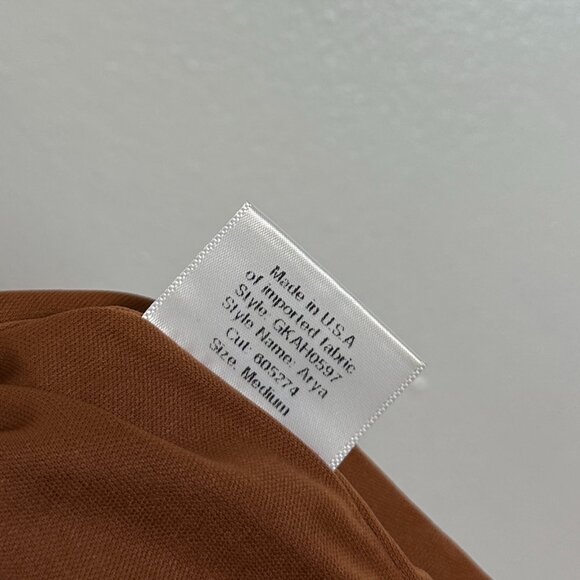 Made in U.S.A
of imported fabric
Style: GKAH0597
Style Name: Arya
Cut: 605274
Size: Medium